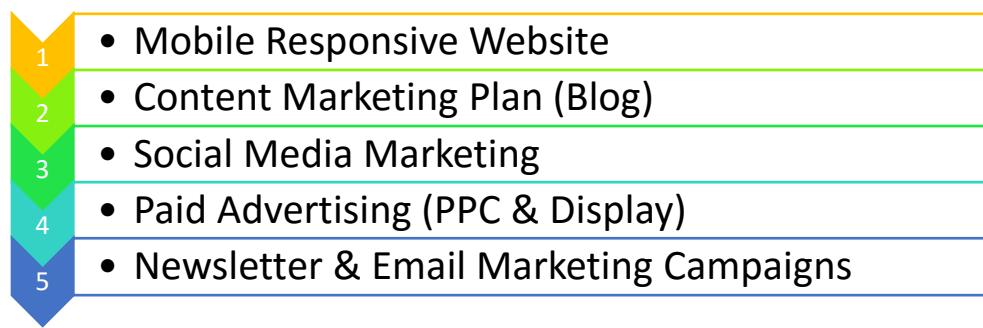 1 • Mobile Responsive Website
2 • Content Marketing Plan (Blog)
3 • Social Media Marketing
4 • Paid Advertising (PPC & Display)
5 • Newsletter & Email Marketing Campaigns